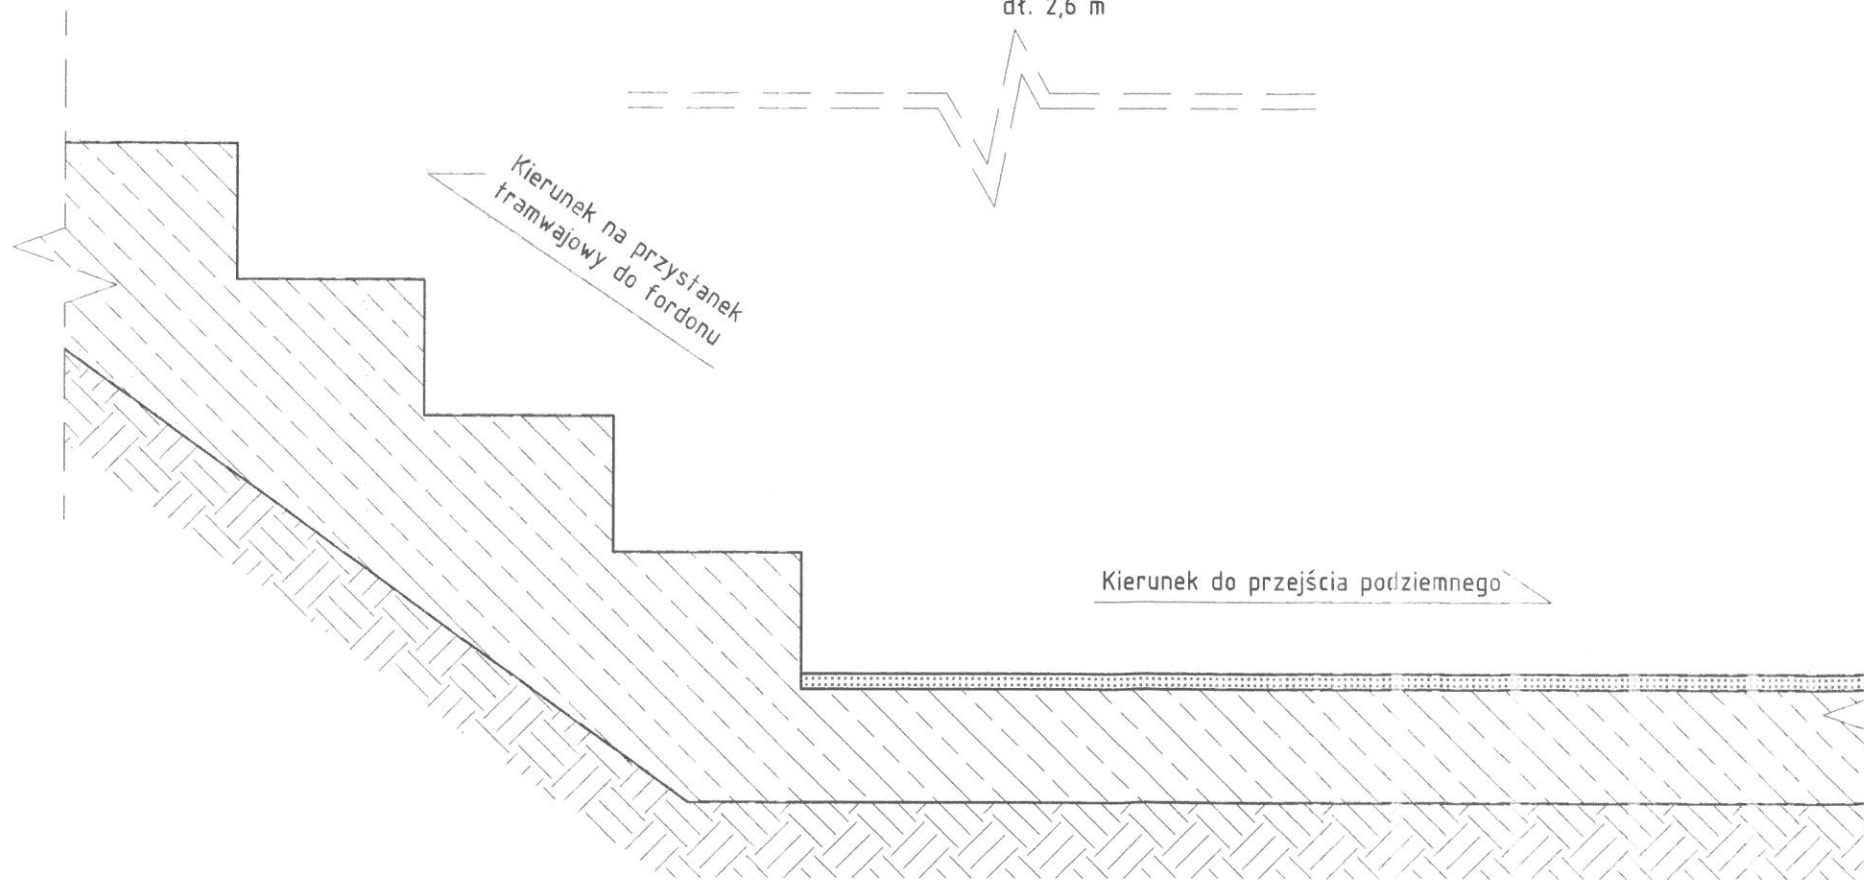 dł. 2,6 m
Kierunek na przystanek
tramwajowy do fordonu
Kierunek do przejścia podziemnego